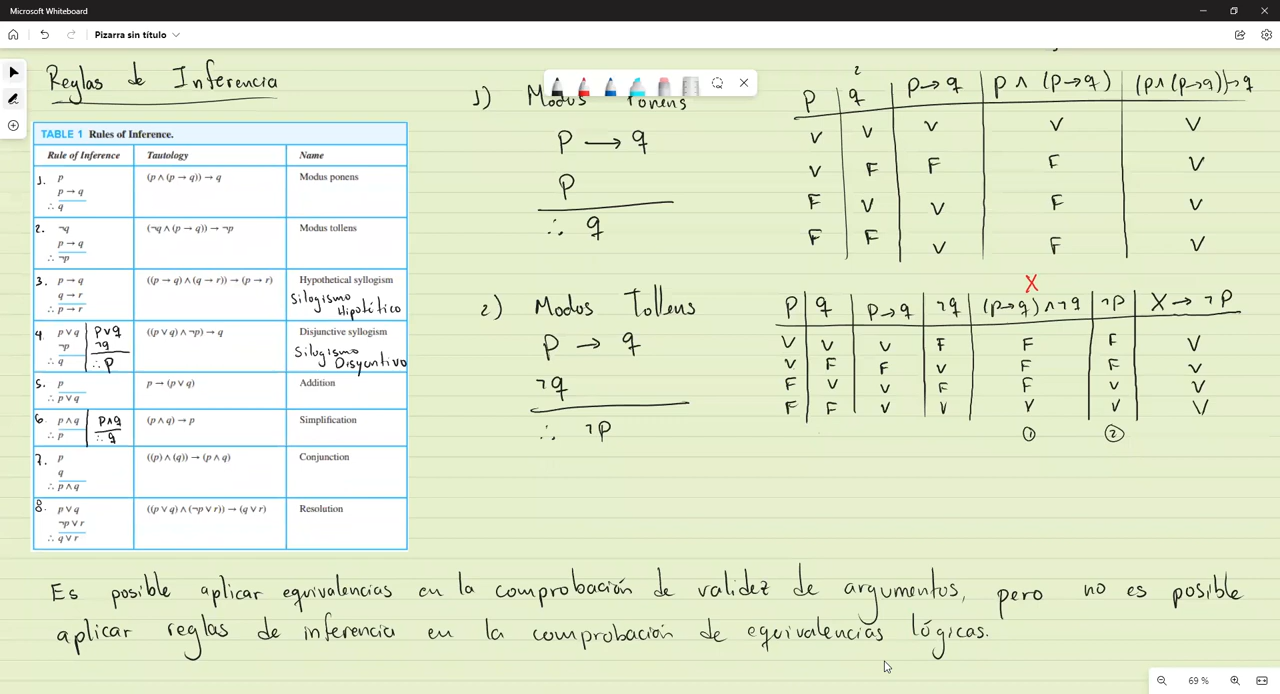 Microsoft Whiteboard
Pizarra sin título
Reglas de Inferencia
TABLE 1 Rules of Inference.
Rule of Inference Tautology Name
1. p
p → q
∴ q
(p ∧ (p → q)) → q
Modus ponens
2. ¬q
p → q
∴ ¬p
(¬q ∧ (p → q)) → ¬p
Modus tollens
3. p → q
q → r
∴ p → r
((p → q) ∧ (q → r)) → (p → r)
Hypothetical syllogism
Silogismo
Hipotético
4. p ∨ q
¬p
∴ q
p∨q
¬q
∴ p
((p ∨ q) ∧ ¬p) → q
Disjunctive syllogism
Silogismo
Disyuntivo
5. p
∴ p ∨ q
p → (p ∨ q)
Addition
6. p ∧ q
∴ p
p∧q
∴ q
(p ∧ q) → p
Simplification
7. p
q
∴ p ∧ q
((p) ∧ (q)) → (p ∧ q)
Conjunction
8. p ∨ q
¬p ∨ r
∴ q ∨ r
((p ∨ q) ∧ (¬p ∨ r)) → (q ∨ r)
Resolution
1) Modus Ponens
p → q
p
∴ q
2
p q p→q p ∧ (p→q) (p∧(p→q))→q
V V V V V
V F F F V
F V V F V
F F V F V
2) Modos Tollens
p → q
¬q
∴ ¬p
X
p q p→q ¬q (p→q)∧¬q ¬p X → ¬p
V V V F F F V
V F F V F F V
F V V F F V V
F F V V V V V
① ②
Es posible aplicar equivalencias en la comprobación de validez de argumentos, pero no es posible
aplicar reglas de inferencia en la comprobación de equivalencias lógicas.
69 %